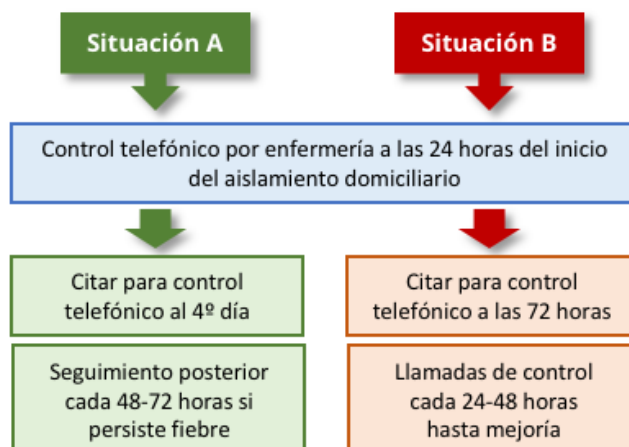 Situación A
Situación B
Control telefónico por enfermería a las 24 horas del inicio
del aislamiento domiciliario
Citar para control
telefónico al 4º día
Citar para control
telefónico a las 72 horas
Seguimiento posterior
cada 48-72 horas si
persiste fiebre
Llamadas de control
cada 24-48 horas
hasta mejoría